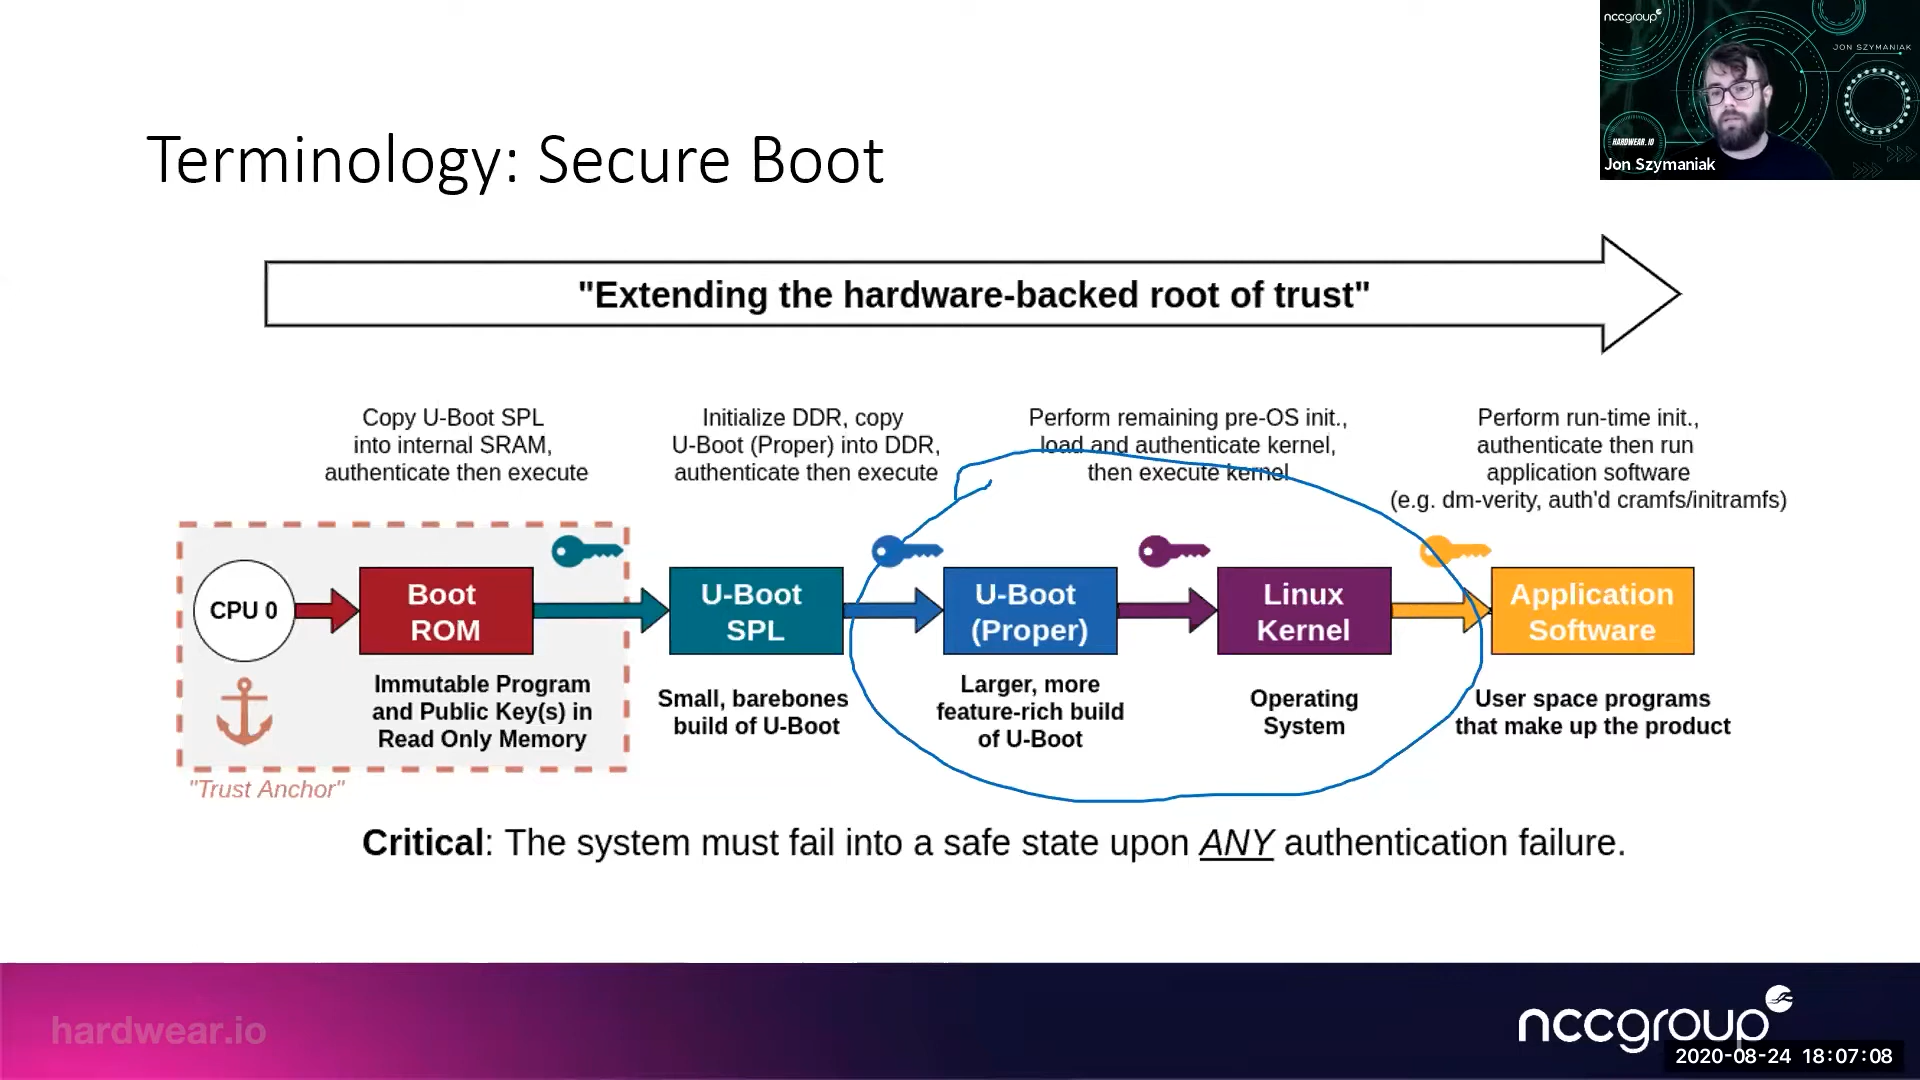 nccgroup
JON SZYMANIAK
HARDWEAR.IO
Jon Szymaniak
Terminology: Secure Boot
"Extending the hardware-backed root of trust"
Copy U-Boot SPL
into internal SRAM,
authenticate then execute
Initialize DDR, copy
U-Boot (Proper) into DDR,
authenticate then execute
Perform remaining pre-OS init.,
load and authenticate kernel,
then execute kernel
Perform run-time init.,
authenticate then run
application software
(e.g. dm-verity, auth'd cramfs/initramfs)
CPU 0
Boot
ROM
U-Boot
SPL
U-Boot
(Proper)
Linux
Kernel
Application
Software
Immutable Program
and Public Key(s) in
Read Only Memory
Small, barebones
build of U-Boot
Larger, more
feature-rich build
of U-Boot
Operating
System
User space programs
that make up the product
"Trust Anchor"
Critical: The system must fail into a safe state upon ANY authentication failure.
hardwear.io
nccgroup
2020-08-24 18:07:08